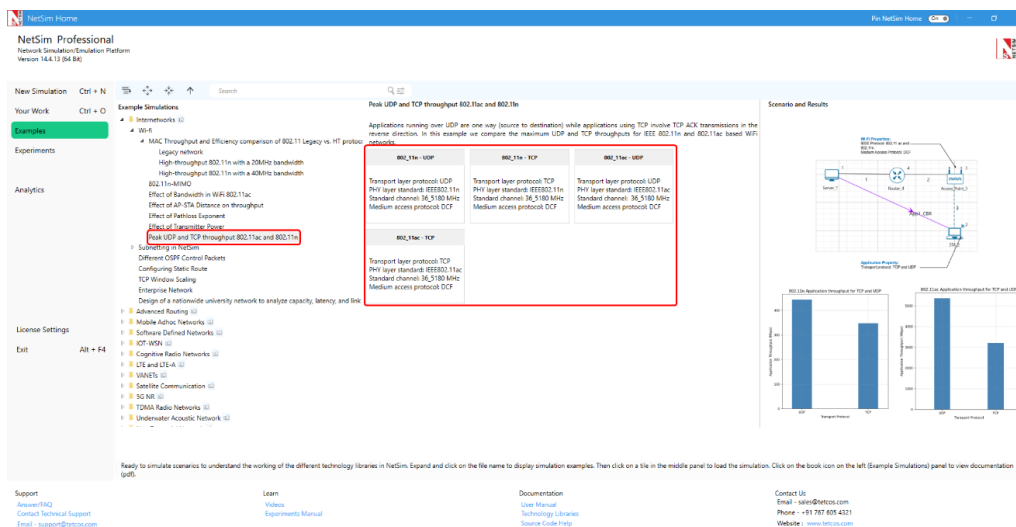 NetSim Home
Pin NetSim Home
On
NetSim Professional
Network Simulation/Emulation Platform
Version 14.4.13 (64 Bit)
New Simulation Ctrl + N
Your Work Ctrl + O
Examples
Experiments
Analytics
License Settings
Exit Alt + F4
Search
Example Simulations
Internetworks
Wi-fi
MAC Throughput and Efficiency comparison of 802.11 Legacy vs. HT protoc
Legacy network
High-throughput 802.11n with a 20MHz bandwidth
High-throughput 802.11n with a 40MHz bandwidth
802.11n-MIMO
Effect of Bandwidth in WiFi 802.11ac
Effect of AP-STA Distance on throughput
Effect of Pathloss Exponent
Effect of Transmitter Power
Peak UDP and TCP throughput 802.11ac and 802.11n
Subnetting in NetSim
Different OSPF Control Packets
Configuring Static Route
TCP Window Scaling
Enterprise Network
Design of a nationwide university network to analyze capacity, latency, and link
Advanced Routing
Mobile Adhoc Networks
Software Defined Networks
IOT-WSN
Cognitive Radio Networks
LTE and LTE-A
VANETs
Satellite Communication
5G NR
TDMA Radio Networks
Underwater Acoustic Network
Peak UDP and TCP throughput 802.11ac and 802.11n
Applications running over UDP are one way (source to destination) while applications using TCP involve TCP ACK transmissions in the
reverse direction. In this example we compare the maximum UDP and TCP throughputs for IEEE 802.11n and 802.11ac based WiFi
networks.
802_11n - UDP
Transport layer protocol: UDP
PHY layer standard: IEEE802.11n
Standard channel: 36_5180 MHz
Medium access protocol: DCF
802_11n - TCP
Transport layer protocol: TCP
PHY layer standard: IEEE802.11n
Standard channel: 36_5180 MHz
Medium access protocol: DCF
802_11ac - UDP
Transport layer protocol: UDP
PHY layer standard: IEEE802.11ac
Standard channel: 36_5180 MHz
Medium access protocol: DCF
802_11ac - TCP
Transport layer protocol: TCP
PHY layer standard: IEEE802.11ac
Standard channel: 36_5180 MHz
Medium access protocol: DCF
Scenario and Results
WiFi Properties:
IEEE Protocol: 802.11 ac and
802.11n
Medium Access Protocol: DCF
Router_4
App1_CBR
Application Property:
Transport protocol: TCP and UDP
802.11n Application throughput for TCP and UDP
Application Throughput (Mbps)
UDP
TCP
Transport Protocol
802.11ac Application throughput for TCP and UDP
Application Throughput (Mbps)
UDP
TCP
Transport Protocol
Ready to simulate scenarios to understand the working of the different technology libraries in NetSim. Expand and click on the file name to display simulation examples. Then click on a tile in the middle panel to load the simulation. Click on the book icon on the left (Example Simulations) panel to view documentation
(pdf).
Support
Answer/FAQ
Contact Technical Support
Email - support@tetcos.com
Learn
Videos
Experiments Manual
Documentation
User Manual
Technology Libraries
Source Code Help
Contact Us
Email - sales@tetcos.com
Phone - +91 767 605 4321
Website : www.tetcos.com